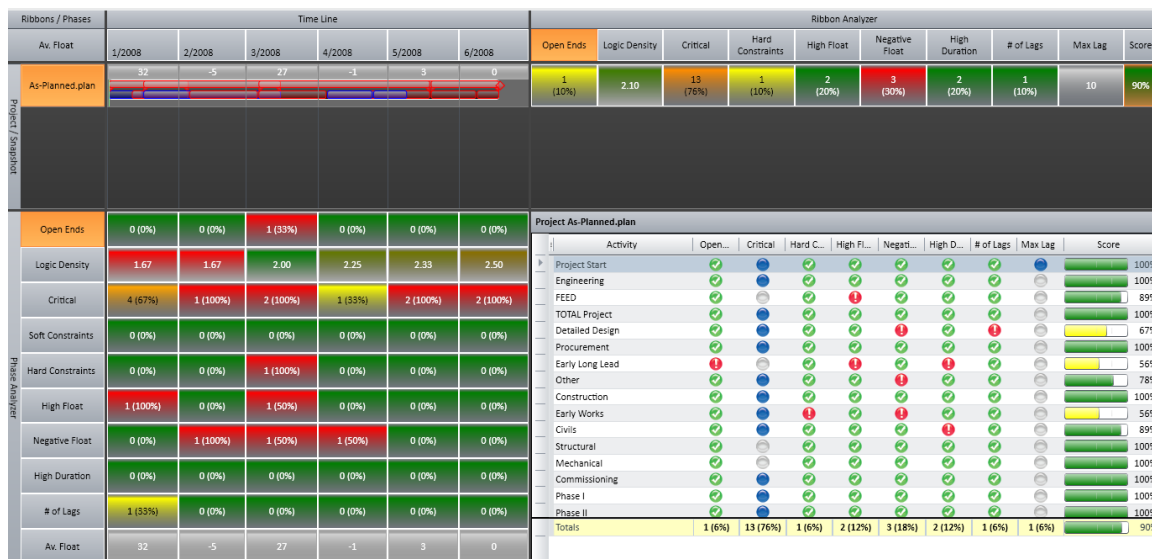 Ribbons / Phases Time Line Ribbon Analyzer
Av. Float 1/2008 2/2008 3/2008 4/2008 5/2008 6/2008 Open Ends Logic Density Critical Hard Constraints High Float Negative Float High Duration # of Lags Max Lag Score
Project / Snapshot
As-Planned.plan 32 -5 27 -1 3 0
1 (10%) 2.10 13 (76%) 1 (10%) 2 (20%) 3 (30%) 2 (20%) 1 (10%) 10 90%
Phase Analyzer
Open Ends 0 (0%) 0 (0%) 1 (33%) 0 (0%) 0 (0%) 0 (0%)
Logic Density 1.67 1.67 2.00 2.25 2.33 2.50
Critical 4 (67%) 1 (100%) 2 (100%) 1 (33%) 2 (100%) 2 (100%)
Soft Constraints 0 (0%) 0 (0%) 0 (0%) 0 (0%) 0 (0%) 0 (0%)
Hard Constraints 0 (0%) 0 (0%) 1 (100%) 0 (0%) 0 (0%) 0 (0%)
High Float 1 (100%) 0 (0%) 1 (50%) 0 (0%) 0 (0%) 0 (0%)
Negative Float 0 (0%) 1 (100%) 1 (50%) 1 (50%) 0 (0%) 0 (0%)
High Duration 0 (0%) 0 (0%) 0 (0%) 0 (0%) 0 (0%) 0 (0%)
# of Lags 1 (33%) 0 (0%) 0 (0%) 0 (0%) 0 (0%) 0 (0%)
Av. Float 32 -5 27 -1 3 0
Project As-Planned.plan
Activity Open... Critical Hard C... High Fl... Negati... High D... # of Lags Max Lag Score
Project Start 100%
Engineering 100%
FEED 89%
TOTAL Project 100%
Detailed Design 67%
Procurement 100%
Early Long Lead 56%
Other 78%
Construction 100%
Early Works 56%
Civils 89%
Structural 100%
Mechanical 100%
Commissioning 100%
Phase I 100%
Phase II 100%
Totals 1 (6%) 13 (76%) 1 (6%) 2 (12%) 3 (18%) 2 (12%) 1 (6%) 1 (6%) 90%